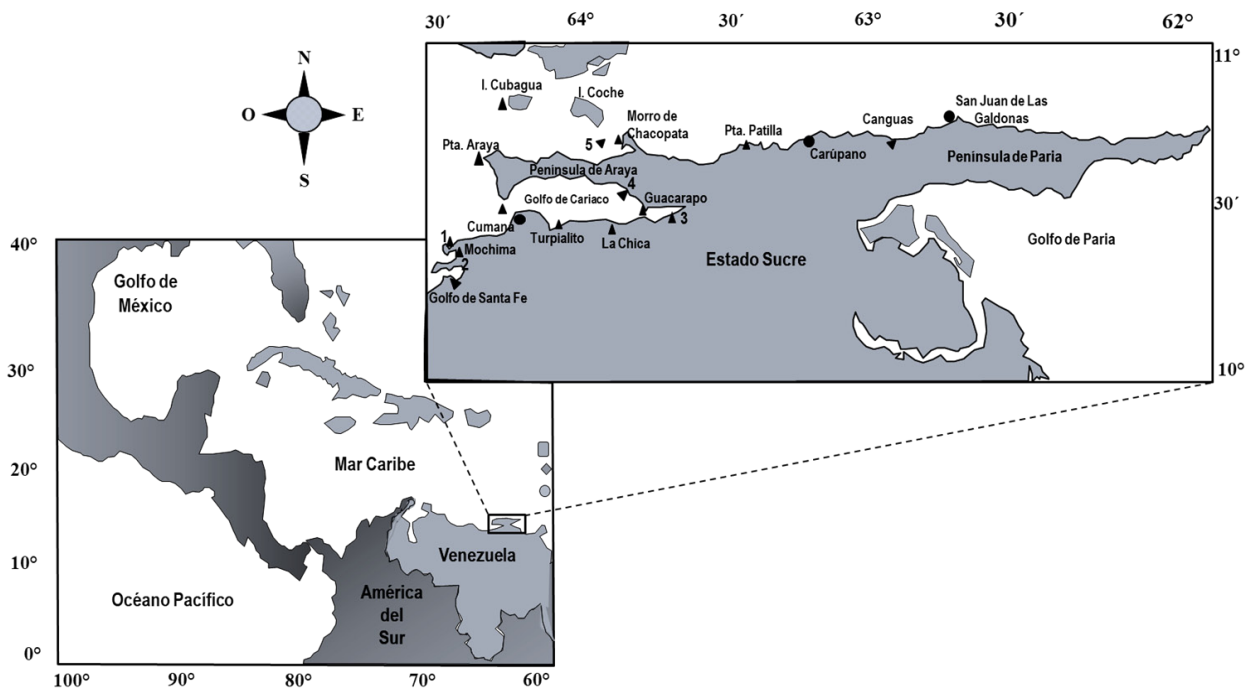 30´ 64° 30´ 63° 30´ 62°
11°
N
O E
S
I. Cubagua
I. Coche
San Juan de Las
Galdonas
Morro de
Chacopata
Canguas
Pta. Patilla
5
Pta. Araya
Carúpano
Península de Paria
Península de Araya
4
Golfo de Cariaco
Guacarapo
30´
3
Cumaná
Turpialito
La Chica
Golfo de Paria
1
Mochima
Estado Sucre
2
Golfo de Santa Fe
10°
40°
Golfo de
México
30°
20°
Mar Caribe
10°
Venezuela
Océano Pacífico
América
del
Sur
0°
100° 90° 80° 70° 60°